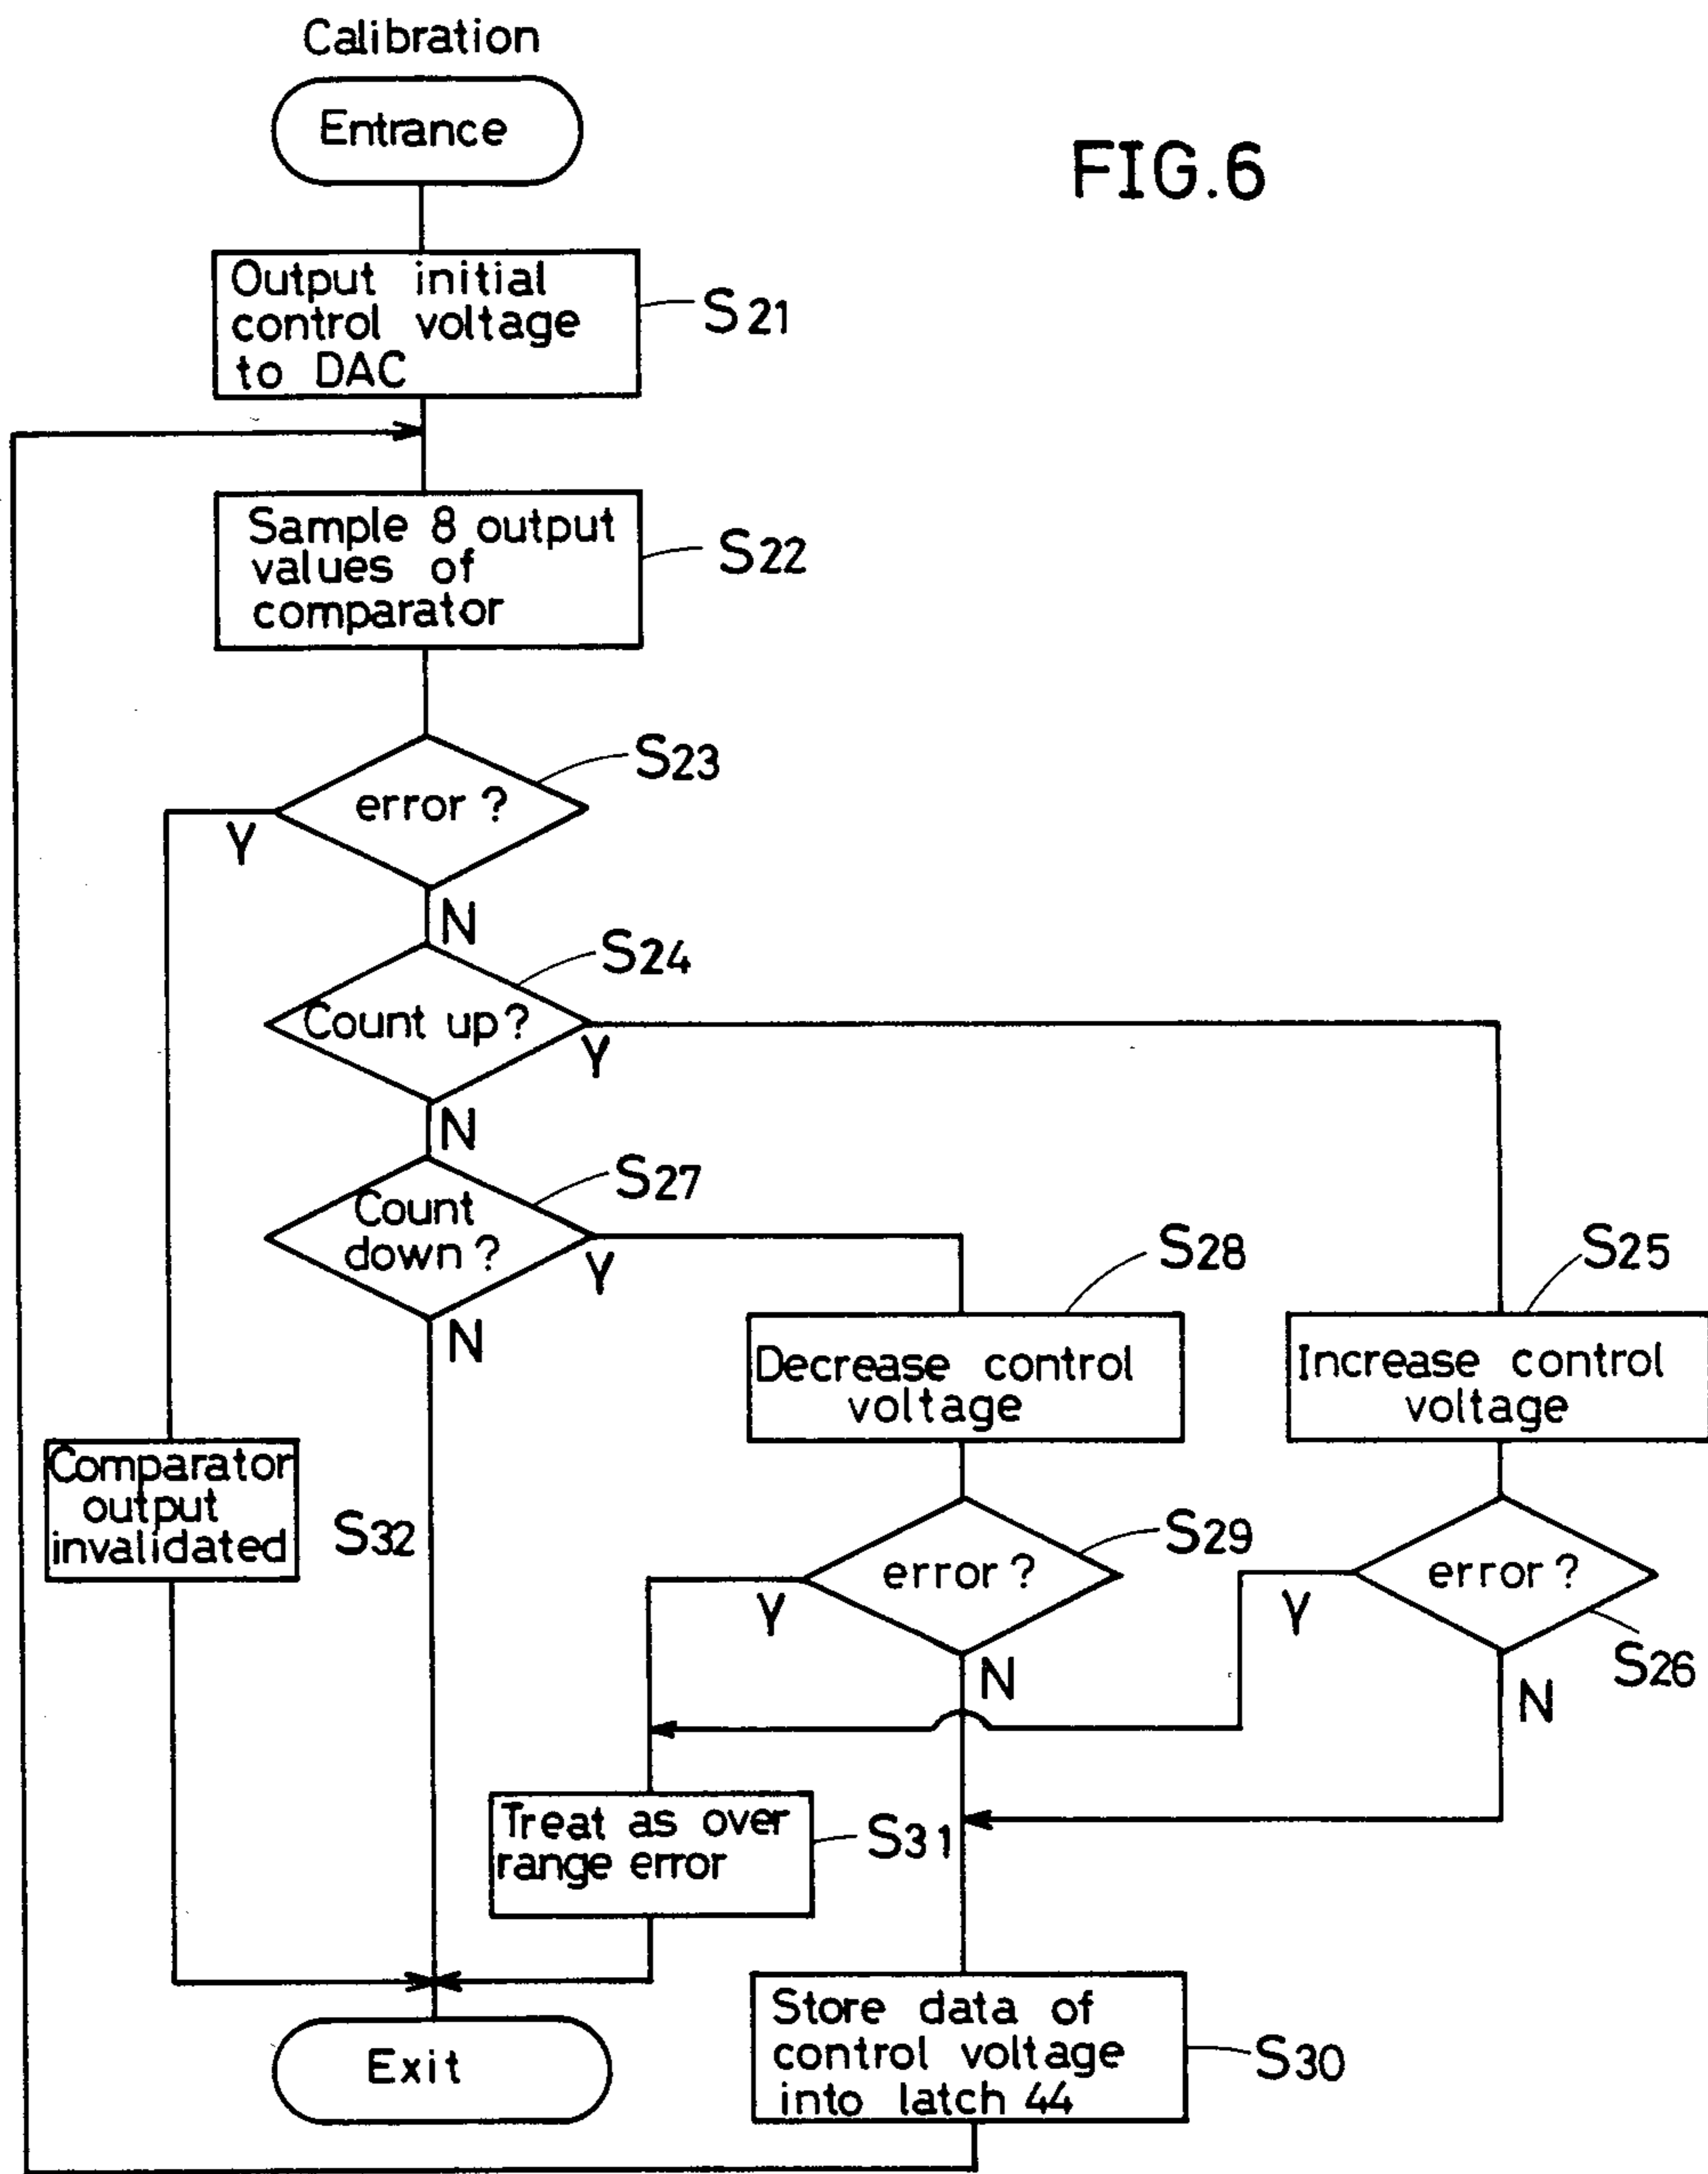 Calibration
Entrance
FIG.6
Output initial
control voltage
to DAC
S21
Sample 8 output
values of
comparator
S22
error?
S23
Y
N
Count up?
S24
Y
N
Count
down?
S27
Y
N
S28
Decrease control
voltage
S25
Increase control
voltage
Comparator
output
invalidated
S32
error?
S29
Y
N
error?
S26
Y
N
Treat as over
range error
S31
Store data of
control voltage
into latch 44
S30
Exit